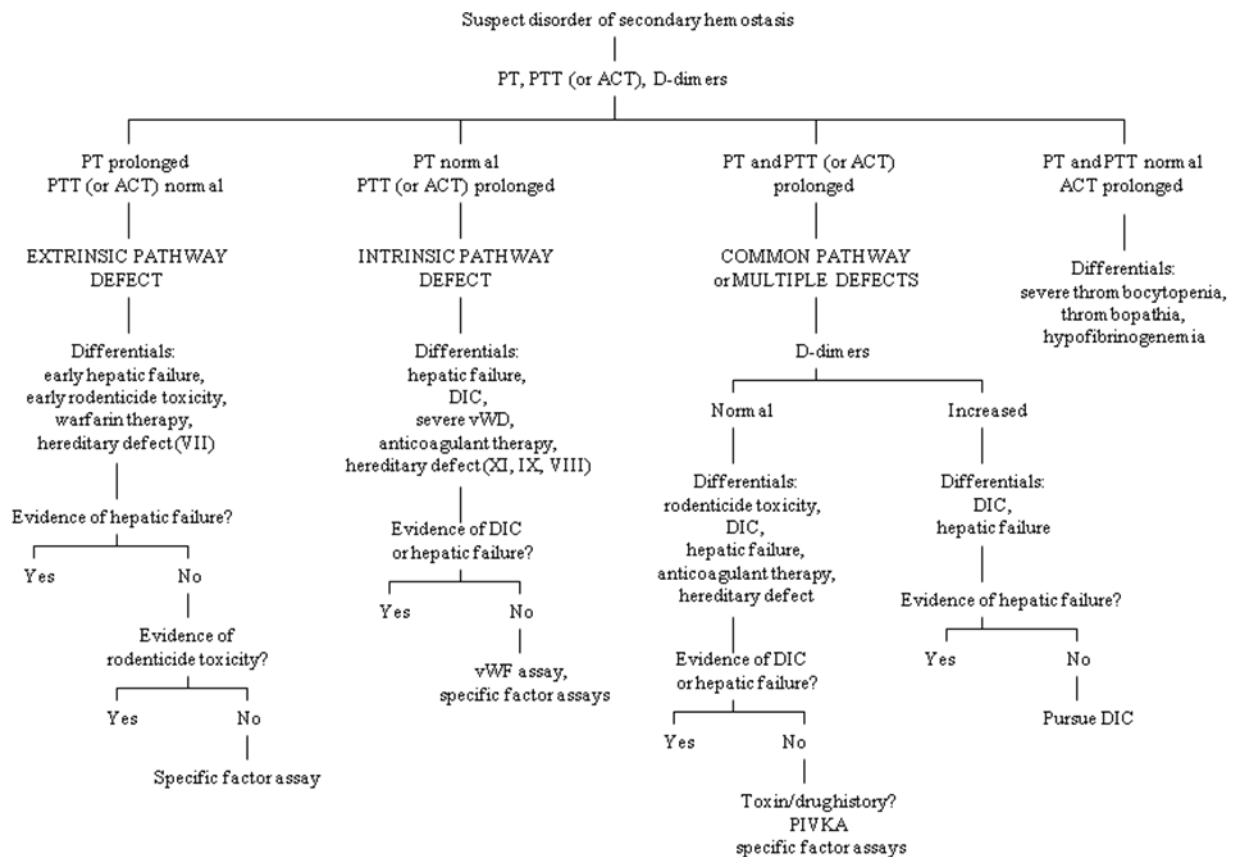 Suspect disorder of secondary hemostasis
PT, PTT (or ACT), D-dimers
PT prolonged
PTT (or ACT) normal
EXTRINSIC PATHWAY
DEFECT
Differentials:
early hepatic failure,
early rodenticide toxicity,
warfarin therapy,
hereditary defect (VII)
Evidence of hepatic failure?
Yes
No
Evidence of
rodenticide toxicity?
Yes
No
Specific factor assay
PT normal
PTT (or ACT) prolonged
INTRINSIC PATHWAY
DEFECT
Differentials:
hepatic failure,
DIC,
severe vWD,
anticoagulant therapy,
hereditary defect (XI, IX, VIII)
Evidence of DIC
or hepatic failure?
Yes
No
vWF assay,
specific factor assays
PT and PTT (or ACT)
prolonged
COMMON PATHWAY
or MULTIPLE DEFECTS
D-dimers
Normal
Differentials:
rodenticide toxicity,
DIC,
hepatic failure,
anticoagulant therapy,
hereditary defect
Evidence of DIC
or hepatic failure?
Yes
No
Toxin/drug history?
PIVKA
specific factor assays
Increased
Differentials:
DIC,
hepatic failure
Evidence of hepatic failure?
Yes
No
Pursue DIC
PT and PTT normal
ACT prolonged
Differentials:
severe thrombocytopenia,
thrombopathia,
hypofibrinogenemia